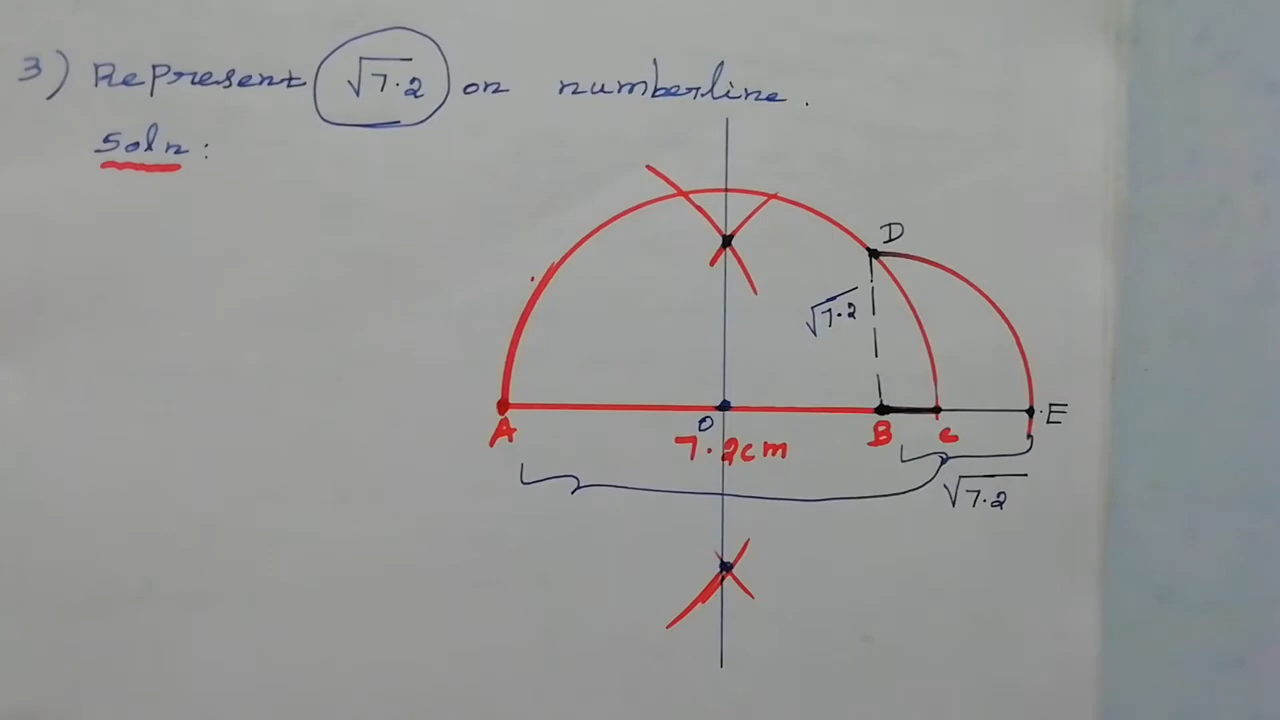 3) Represent √7.2 on numberline.
Soln:
D
√7.2
A
O
B
C
E
7.2cm
√7.2